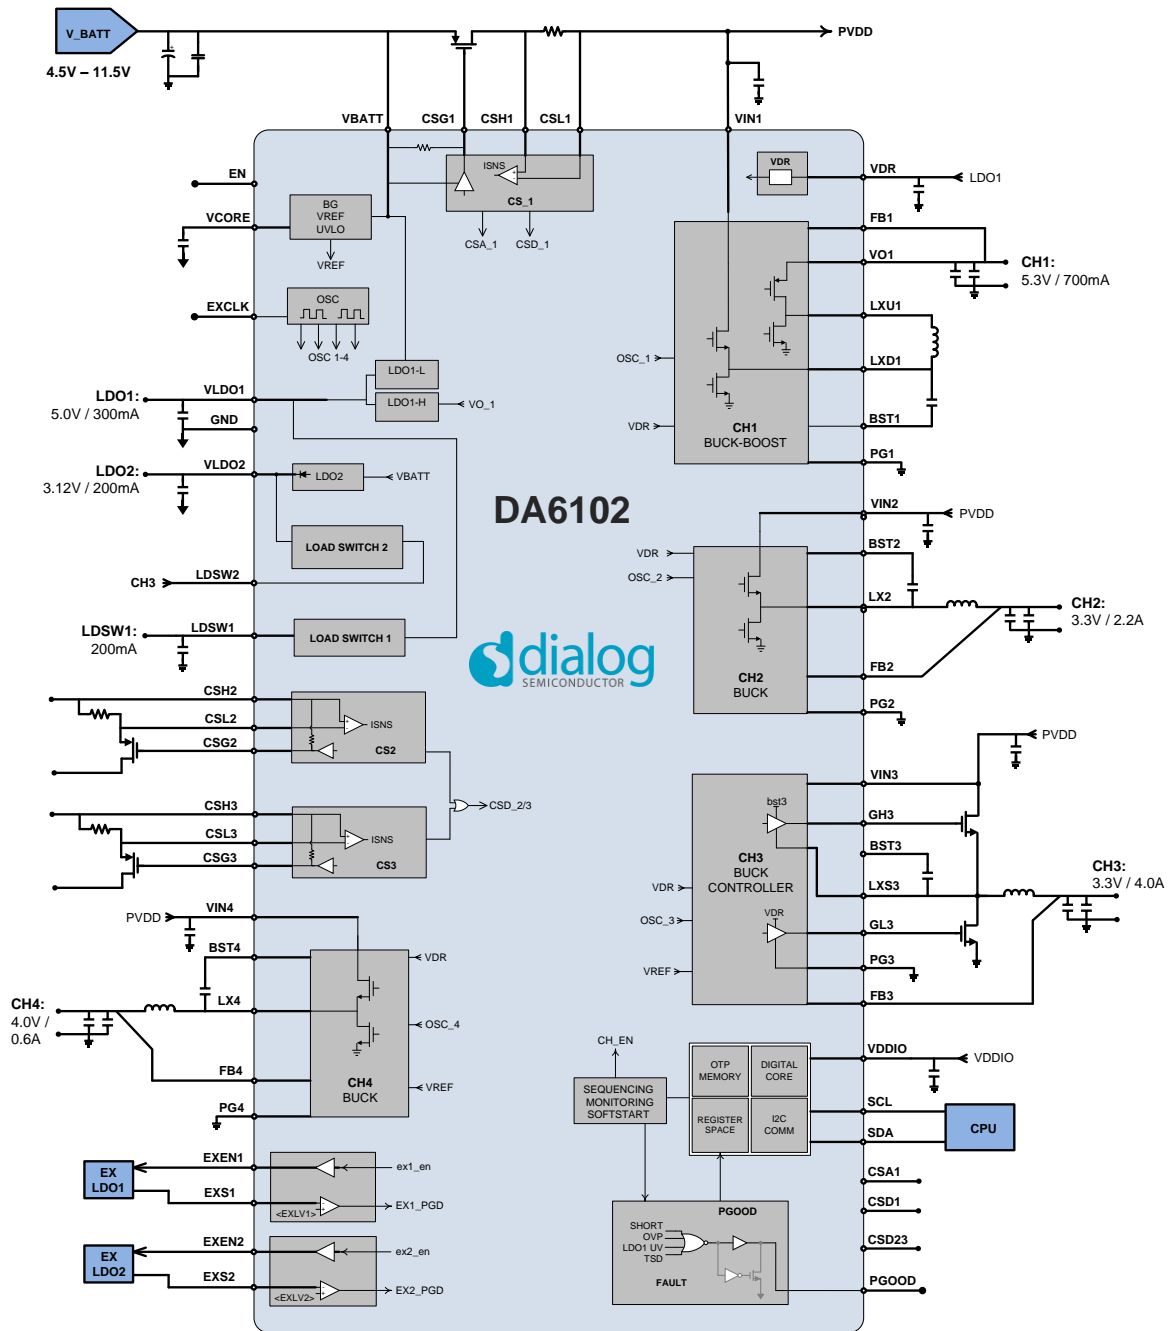 V_BATT
PVDD
4.5V – 11.5V
VBATT
CSG1
CSH1
CSL1
VIN1
EN
VCORE
BG
VREF
UVLO
VREF
ISNS
CS_1
CSA_1
CSD_1
VDR
VDR
LDO1
FB1
VO1
CH1:
5.3V / 700mA
LXU1
LXD1
BST1
PG1
OSC_1
VDR
CH1
BUCK-BOOST
EXCLK
OSC
OSC 1-4
LDO1-L
LDO1-H
VO_1
LDO1:
5.0V / 300mA
VLDO1
GND
LDO2:
3.12V / 200mA
VLDO2
LDO2
VBATT
DA6102
LOAD SWITCH 2
CH3
LDSW2
LDSW1:
200mA
LDSW1
LOAD SWITCH 1
dialog
SEMICONDUCTOR
VIN2
PVDD
BST2
VDR
OSC_2
LX2
CH2:
3.3V / 2.2A
FB2
CH2
BUCK
PG2
CSH2
CSL2
CSG2
ISNS
CS2
CSD_2/3
CSH3
CSL3
CSG3
ISNS
CS3
PVDD
VIN3
bst3
GH3
BST3
CH3
BUCK
CONTROLLER
LXS3
CH3:
3.3V / 4.0A
VDR
OSC_3
VDR
GL3
VREF
PG3
FB3
PVDD
VIN4
BST4
VDR
CH4:
4.0V /
0.6A
LX4
OSC_4
FB4
VREF
CH4
BUCK
PG4
CH_EN
SEQUENCING
MONITORING
SOFTSTART
OTP
MEMORY
DIGITAL
CORE
REGISTER
SPACE
I2C
COMM
VDDIO
VDDIO
SCL
SDA
CPU
CSA1
CSD1
CSD23
PGOOD
EX
LDO1
EXEN1
EXS1
ex1_en
EX1_PGD
<EXLV1>
EX
LDO2
EXEN2
EXS2
ex2_en
EX2_PGD
<EXLV2>
PGOOD
SHORT
OVP
LDO1 UV
TSD
FAULT